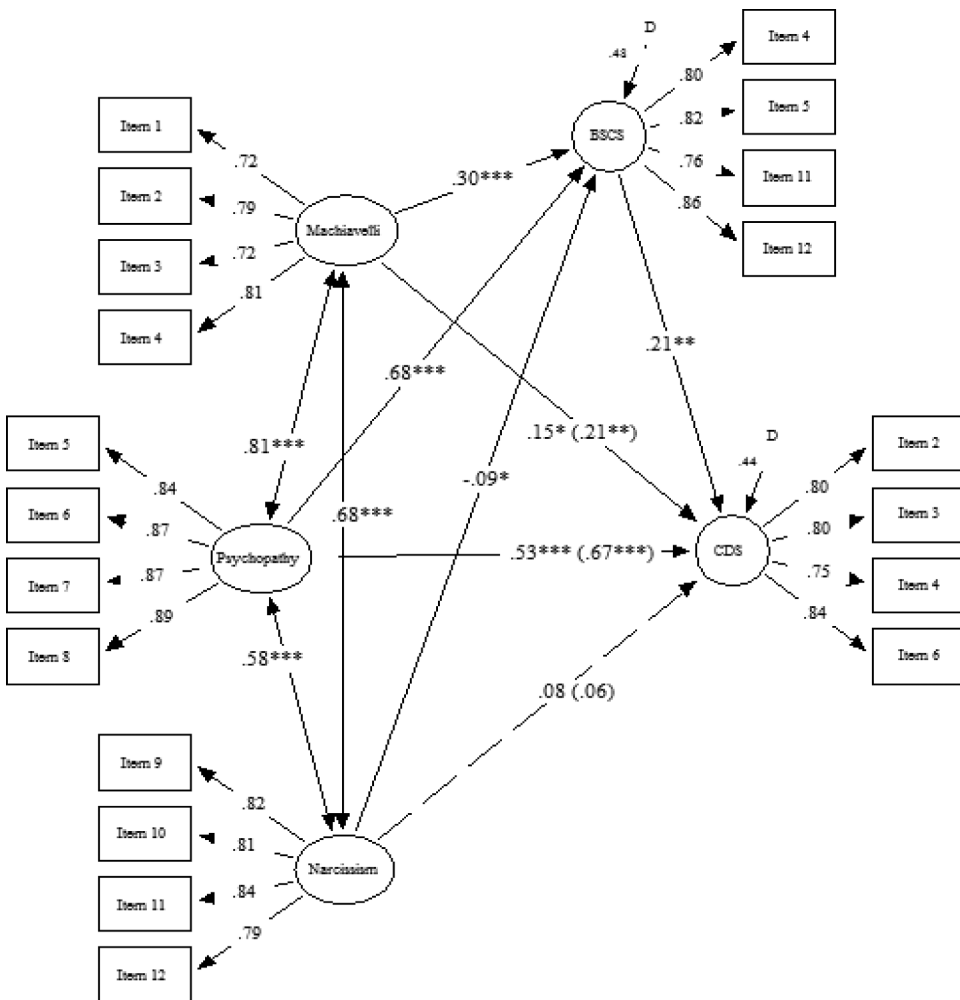 Item 4
D
.48
.80
Item 5
.82
BSCS
.76
Item 11
.86
Item 12
Item 1
.72
Item 2
.79
Machiavelli
Item 3
.72
.81
Item 4
.30***
.21**
.68***
.15* (.21**)
-.09*
.81***
.68***
Item 5
.84
Item 6
.87
Psychopathy
Item 7
.87
.89
Item 8
.53*** (.67***)
D
.44
CDS
.80
Item 2
.80
Item 3
.75
Item 4
.84
Item 6
.58***
.08 (.06)
Item 9
.82
Item 10
.81
Narcissism
Item 11
.84
.79
Item 12